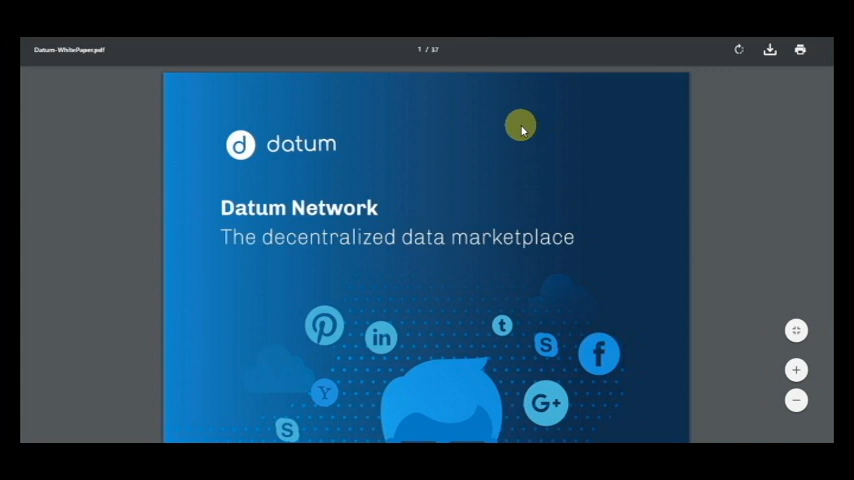 Datum-WhitePaper.pdf
1 / 37
datum
Datum Network
The decentralized data marketplace
in
t
S
f
Y
G+
S